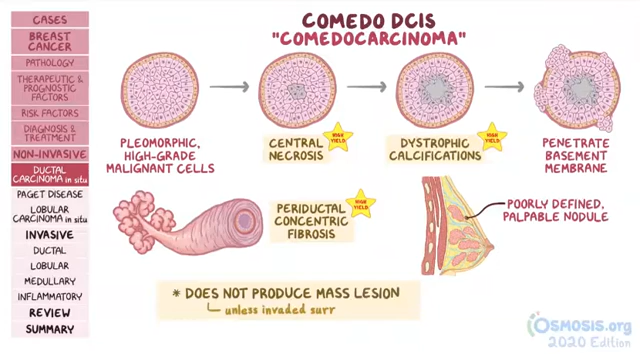 CASES
BREAST
CANCER
PATHOLOGY
THERAPEUTIC &
PROGNOSTIC
FACTORS
RISK FACTORS
DIAGNOSIS &
TREATMENT
NON-INVASIVE
DUCTAL
CARCINOMA in situ
PAGET DISEASE
LOBULAR
CARCINOMA in situ
INVASIVE
DUCTAL
LOBULAR
MEDULLARY
INFLAMMATORY
REVIEW
SUMMARY
COMEDO DCIS
"COMEDOCARCINOMA"
PLEOMORPHIC,
HIGH-GRADE
MALIGNANT CELLS
HIGH
YIELD
CENTRAL
NECROSIS
HIGH
YIELD
DYSTROPHIC
CALCIFICATIONS
PENETRATE
BASEMENT
MEMBRANE
HIGH
YIELD
PERIDUCTAL
CONCENTRIC
FIBROSIS
POORLY DEFINED,
PALPABLE NODULE
* DOES NOT PRODUCE MASS LESION
unless invaded surr
OSMOSIS.org
2020 Edition